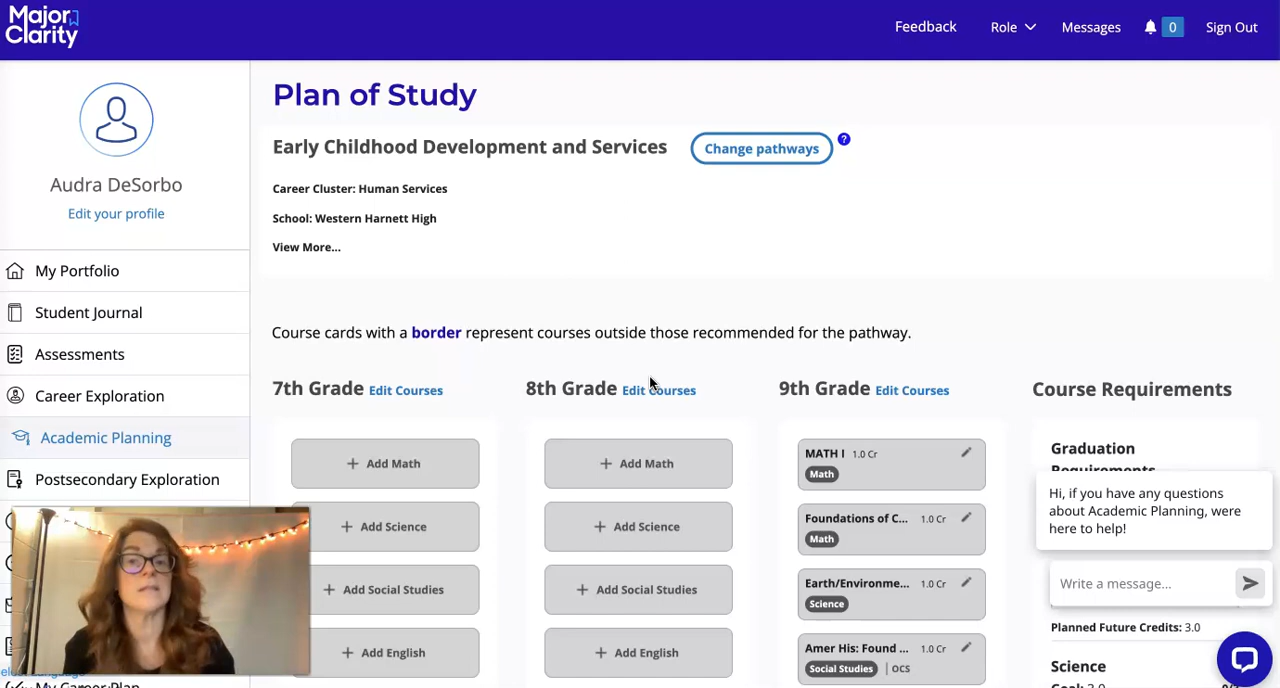 Major
Clarity
Feedback
Role
Messages
0
Sign Out
Audra DeSorbo
Edit your profile
My Portfolio
Student Journal
Assessments
Career Exploration
Academic Planning
Postsecondary Exploration
My Career Plan
Plan of Study
Early Childhood Development and Services
Change pathways
?
Career Cluster: Human Services
School: Western Harnett High
View More...
Course cards with a border represent courses outside those recommended for the pathway.
7th Grade Edit Courses
+ Add Math
+ Add Science
+ Add Social Studies
+ Add English
8th Grade Edit Courses
+ Add Math
+ Add Science
+ Add Social Studies
+ Add English
9th Grade Edit Courses
MATH I 1.0 Cr
Math
Foundations of C... 1.0 Cr
Math
Earth/Environme... 1.0 Cr
Science
Amer His: Found ... 1.0 Cr
Social Studies | OCS
Course Requirements
Graduation
Requirements
Hi, if you have any questions
about Academic Planning, were
here to help!
Write a message...
Planned Future Credits: 3.0
Science